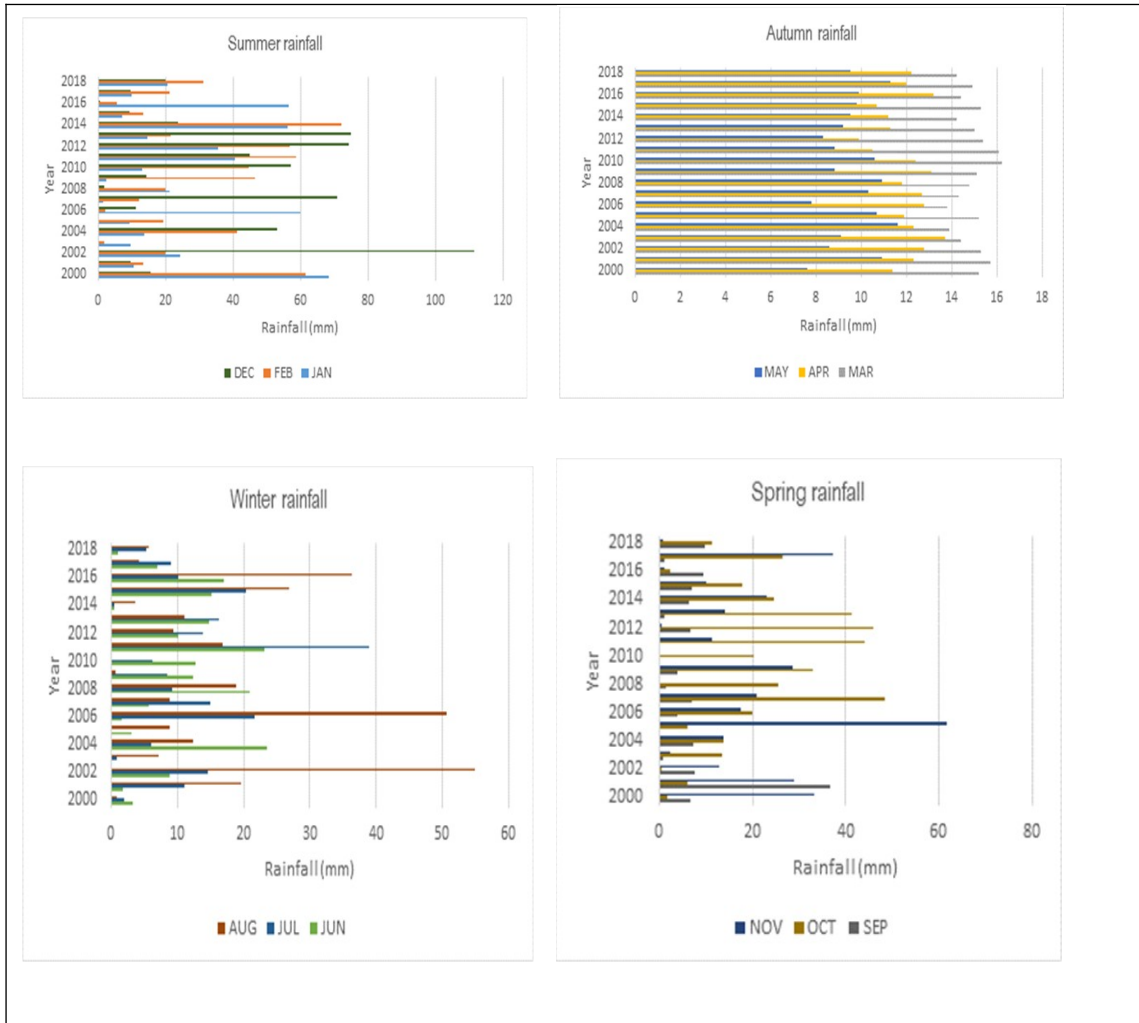 Summer rainfall
Year
2018
2016
2014
2012
2010
2008
2006
2004
2002
2000
0 20 40 60 80 100 120
Rainfall (mm)
DEC FEB JAN
Autumn rainfall
Year
2018
2016
2014
2012
2010
2008
2006
2004
2002
2000
0 2 4 6 8 10 12 14 16 18
Rainfall (mm)
MAY APR MAR
Winter rainfall
Year
2018
2016
2014
2012
2010
2008
2006
2004
2002
2000
0 10 20 30 40 50 60
Rainfall (mm)
AUG JUL JUN
Spring rainfall
Year
2018
2016
2014
2012
2010
2008
2006
2004
2002
2000
0 20 40 60 80
Rainfall (mm)
NOV OCT SEP